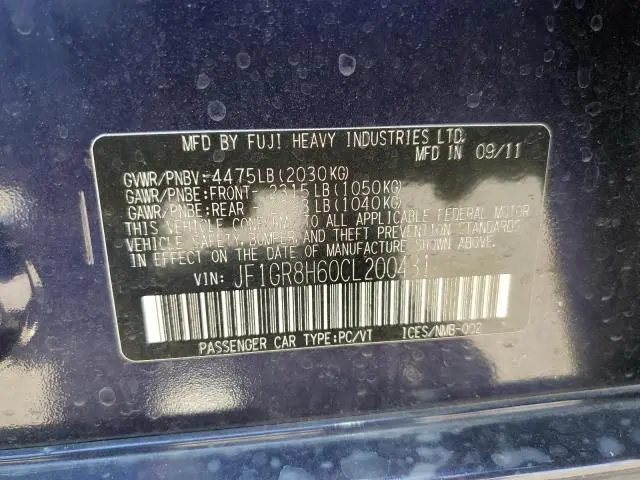 MFD BY FUJI HEAVY INDUSTRIES LTD.
MFD IN 09/11
GVWR/PNBV: 4475LB (2030KG)
GAWR/PNBE: FRONT- 2315LB (1050KG)
GAWR/PNBE: REAR - LB (1040KG)
THIS VEHICLE CONFORMS TO ALL APPLICABLE FEDERAL MOTOR
VEHICLE SAFETY, BUMPER AND THEFT PREVENTION STANDARDS
IN EFFECT ON THE DATE OF MANUFACTURE SHOWN ABOVE.
VIN: JF1GR8H60CL200431
PASSENGER CAR TYPE:PC/VT ICES/NMB-002